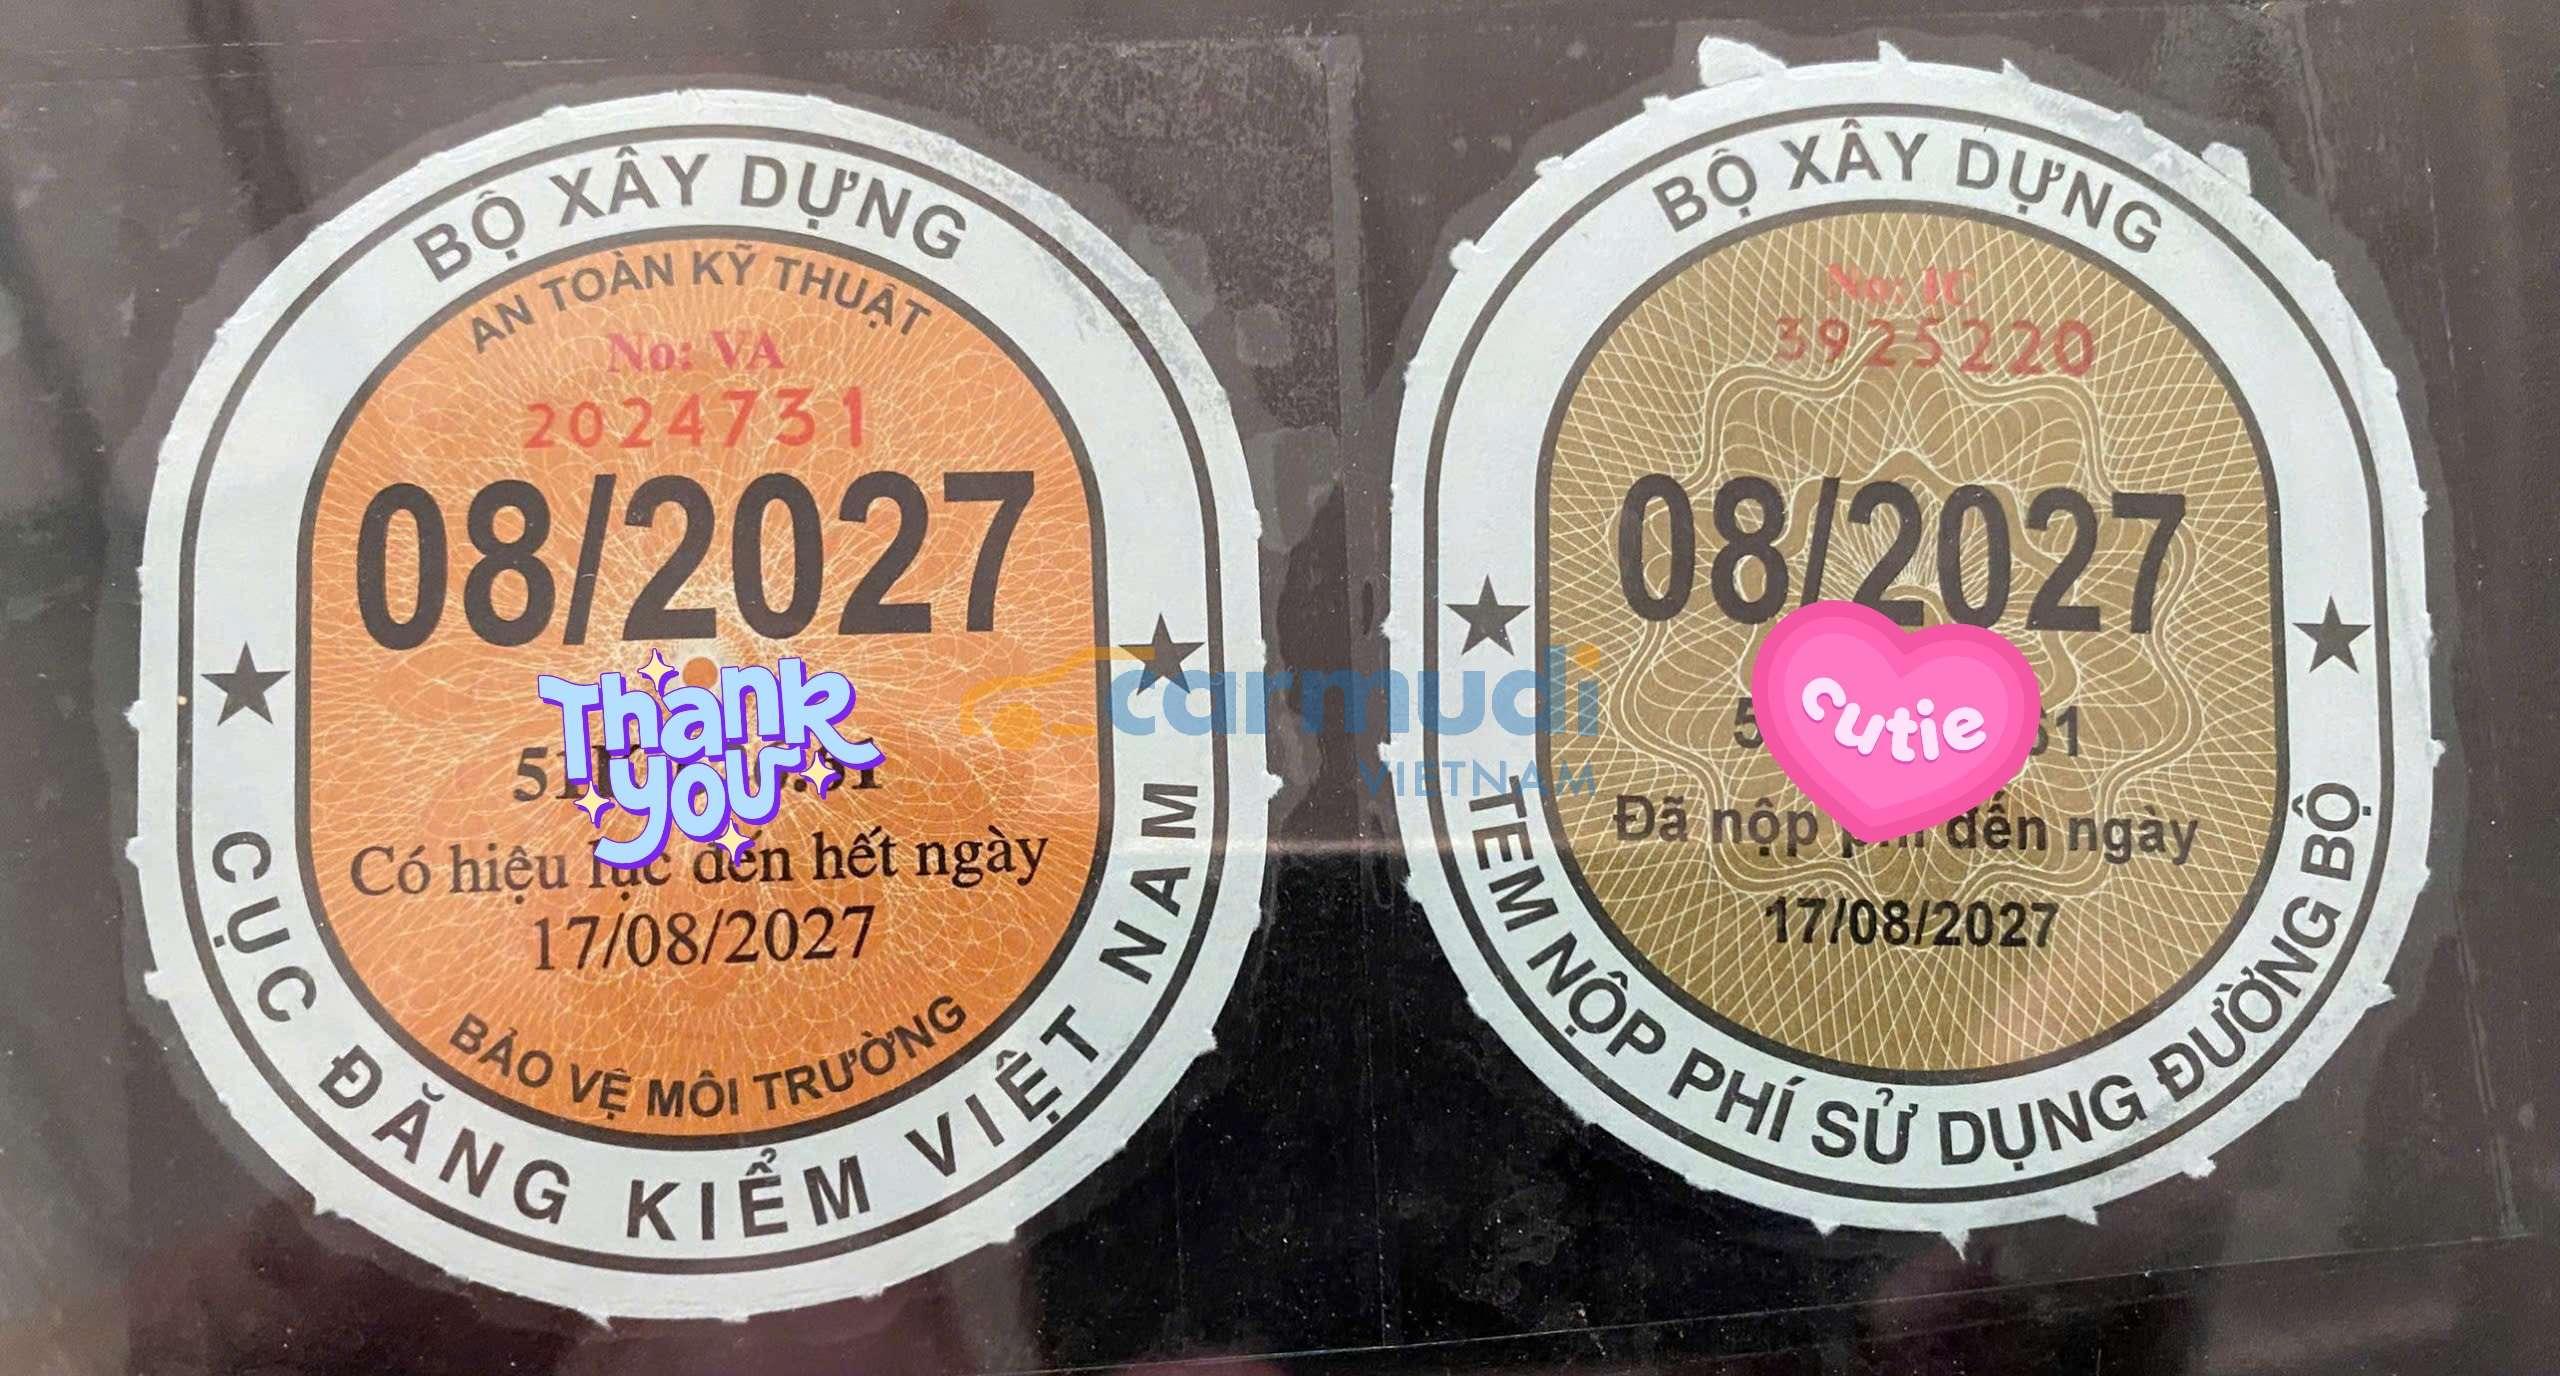 BỘ XÂY DỰNG
AN TOÀN KỸ THUẬT
No: VA
2024731
08/2027
Thank
you
Có hiệu lực đến hết ngày
17/08/2027
BẢO VỆ MÔI TRƯỜNG
CỤC ĐĂNG KIỂM VIỆT NAM
carmudi
VIETNAM
BỘ XÂY DỰNG
No: IC
3925220
08/2027
cutie
Đã nộp phí đến ngày
17/08/2027
TEM NỘP PHÍ SỬ DỤNG ĐƯỜNG BỘ